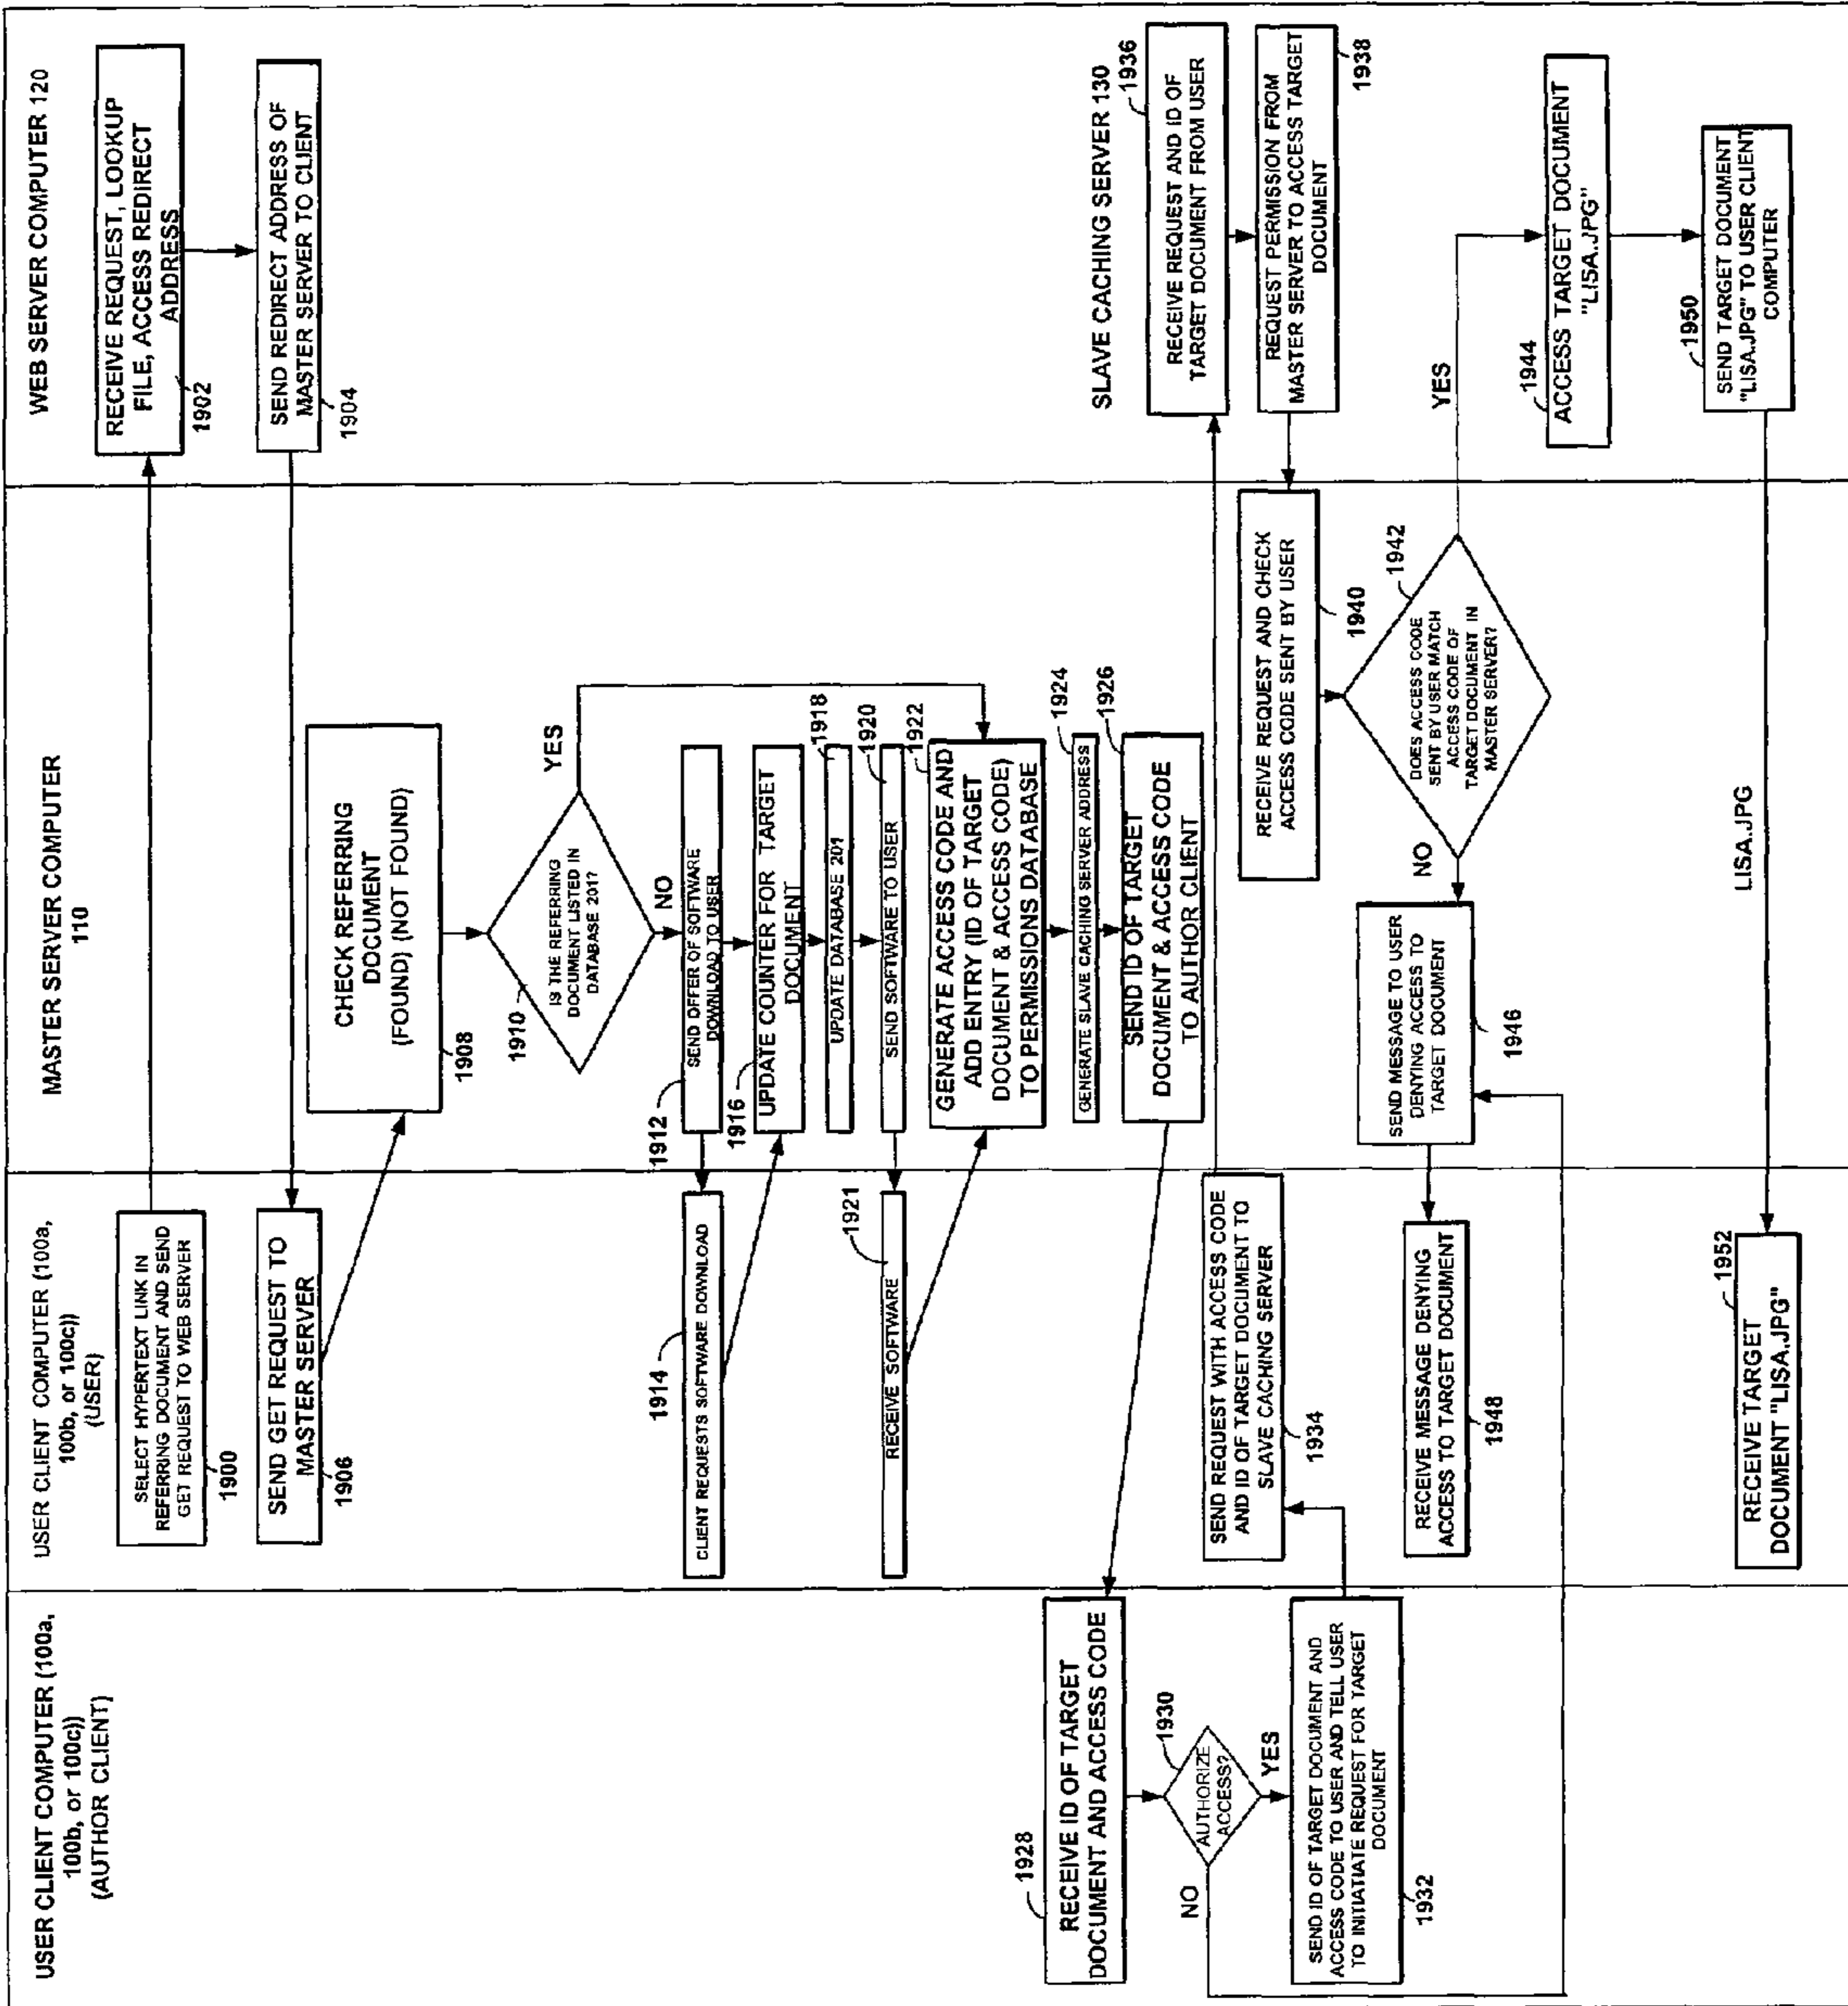 USER CLIENT COMPUTER (100a,
100b, or 100c))
(AUTHOR CLIENT)
1928
RECEIVE ID OF TARGET
DOCUMENT AND ACCESS CODE
1930
AUTHORIZE
ACCESS?
NO
YES
SEND ID OF TARGET DOCUMENT AND
ACCESS CODE TO USER AND TELL USER
TO INITIATIATE REQUEST FOR TARGET
DOCUMENT
1932
USER CLIENT COMPUTER (100a,
100b, or 100c))
(USER)
SELECT HYPERTEXT LINK IN
REFERRING DOCUMENT AND SEND
GET REQUEST TO WEB SERVER
1900
SEND GET REQUEST TO
MASTER SERVER
1906
1914
CLIENT REQUESTS SOFTWARE DOWNLOAD
1921
RECEIVE SOFTWARE
SEND REQUEST WITH ACCESS CODE
AND ID OF TARGET DOCUMENT TO
SLAVE CACHING SERVER
1934
RECEIVE MESSAGE DENYING
ACCESS TO TARGET DOCUMENT
1948
1952
RECEIVE TARGET
DOCUMENT "LISA.JPG"
MASTER SERVER COMPUTER
110
CHECK REFERRING
DOCUMENT
(FOUND) (NOT FOUND)
1908
1910
IS THE REFERRING
DOCUMENT LISTED IN
DATABASE 201?
YES
NO
1912
SEND OFFER OF SOFTWARE
DOWNLOAD TO USER
1916
UPDATE COUNTER FOR TARGET
DOCUMENT
1918
UPDATE DATABASE 201
1920
SEND SOFTWARE TO USER
1922
GENERATE ACCESS CODE AND
ADD ENTRY (ID OF TARGET
DOCUMENT & ACCESS CODE)
TO PERMISSIONS DATABASE
1924
GENERATE SLAVE CACHING SERVER ADDRESS
1926
SEND ID OF TARGET
DOCUMENT & ACCESS CODE
TO AUTHOR CLIENT
RECEIVE REQUEST AND CHECK
ACCESS CODE SENT BY USER
1940
1942
DOES ACCESS CODE
SENT BY USER MATCH
ACCESS CODE OF
TARGET DOCUMENT IN
MASTER SERVER?
NO
SEND MESSAGE TO USER
DENYING ACCESS TO
TARGET DOCUMENT
1946
LISA.JPG
WEB SERVER COMPUTER 120
RECEIVE REQUEST, LOOKUP
FILE, ACCESS REDIRECT
ADDRESS
1902
SEND REDIRECT ADDRESS OF
MASTER SERVER TO CLIENT
1904
SLAVE CACHING SERVER 130
1936
RECEIVE REQUEST AND ID OF
TARGET DOCUMENT FROM USER
REQUEST PERMISSION FROM
MASTER SERVER TO ACCESS TARGET
DOCUMENT
1938
YES
1944
ACCESS TARGET DOCUMENT
"LISA.JPG"
1950
SEND TARGET DOCUMENT
"LISA.JPG" TO USER CLIENT
COMPUTER